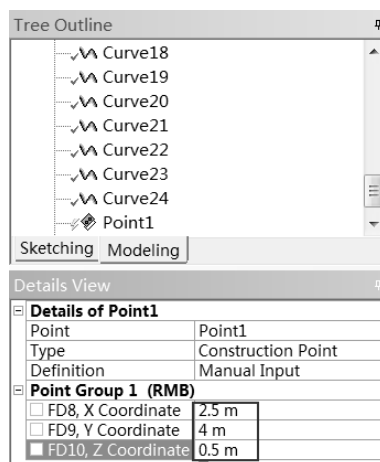 Tree Outline
Curve18
Curve19
Curve20
Curve21
Curve22
Curve23
Curve24
Point1
Sketching Modeling
Details View
Details of Point1
Point Point1
Type Construction Point
Definition Manual Input
Point Group 1 (RMB)
FD8, X Coordinate 2.5 m
FD9, Y Coordinate 4 m
FD10, Z Coordinate 0.5 m